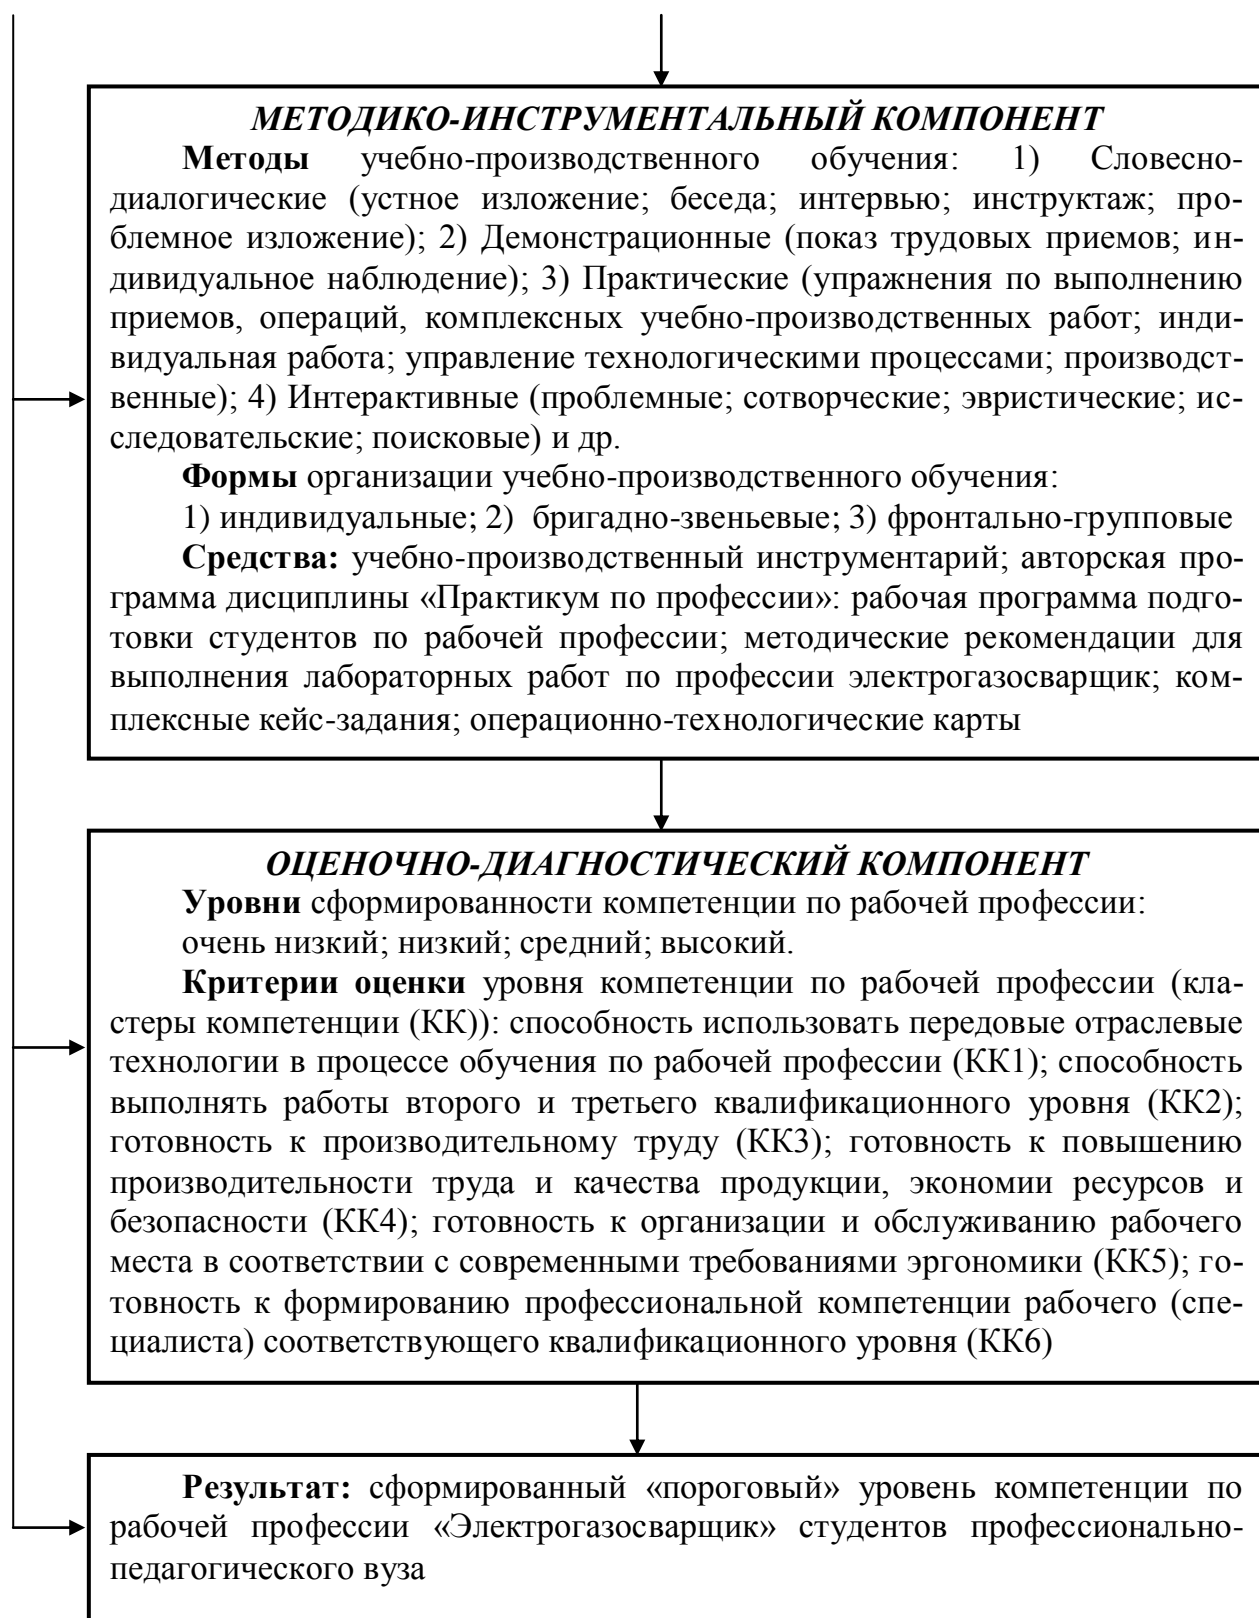 МЕТОДИКО-ИНСТРУМЕНТАЛЬНЫЙ КОМПОНЕНТ
Методы учебно-производственного обучения: 1) Словесно-
диалогические (устное изложение; беседа; интервью; инструктаж; про-
блемное изложение); 2) Демонстрационные (показ трудовых приемов; ин-
дивидуальное наблюдение); 3) Практические (упражнения по выполнению
приемов, операций, комплексных учебно-производственных работ; инди-
видуальная работа; управление технологическими процессами; производст-
венные); 4) Интерактивные (проблемные; сотворческие; эвристические; ис-
следовательские; поисковые) и др.
Формы организации учебно-производственного обучения:
1) индивидуальные; 2) бригадно-звеньевые; 3) фронтально-групповые
Средства: учебно-производственный инструментарий; авторская про-
грамма дисциплины «Практикум по профессии»: рабочая программа подго-
товки студентов по рабочей профессии; методические рекомендации для
выполнения лабораторных работ по профессии электрогазосварщик; ком-
плексные кейс-задания; операционно-технологические карты
ОЦЕНОЧНО-ДИАГНОСТИЧЕСКИЙ КОМПОНЕНТ
Уровни сформированности компетенции по рабочей профессии:
очень низкий; низкий; средний; высокий.
Критерии оценки уровня компетенции по рабочей профессии (кла-
стеры компетенции (КК)): способность использовать передовые отраслевые
технологии в процессе обучения по рабочей профессии (КК1); способность
выполнять работы второго и третьего квалификационного уровня (КК2);
готовность к производительному труду (КК3); готовность к повышению
производительности труда и качества продукции, экономии ресурсов и
безопасности (КК4); готовность к организации и обслуживанию рабочего
места в соответствии с современными требованиями эргономики (КК5); го-
товность к формированию профессиональной компетенции рабочего (спе-
циалиста) соответствующего квалификационного уровня (КК6)
Результат: сформированный «пороговый» уровень компетенции по
рабочей профессии «Электрогазосварщик» студентов профессионально-
педагогического вуза